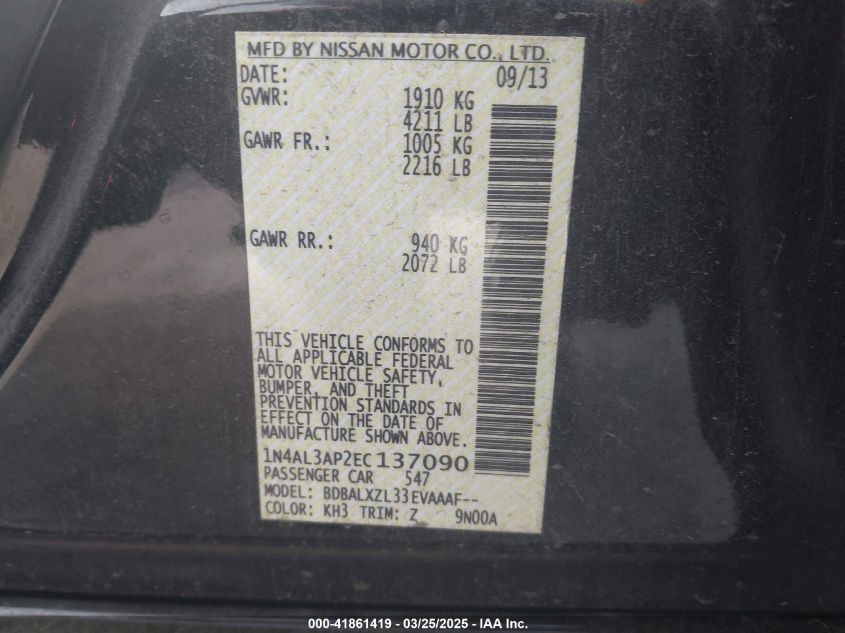 MFD BY NISSAN MOTOR CO., LTD.
DATE: 09/13
GVWR: 1910 KG
4211 LB
GAWR FR.: 1005 KG
2216 LB
GAWR RR.: 940 KG
2072 LB
THIS VEHICLE CONFORMS TO
ALL APPLICABLE FEDERAL
MOTOR VEHICLE SAFETY,
BUMPER, AND THEFT
PREVENTION STANDARDS IN
EFFECT ON THE DATE OF
MANUFACTURE SHOWN ABOVE.
1N4AL3AP2EC137090
PASSENGER CAR 547
MODEL: BDBALXZL33EVAAAF--
COLOR: KH3 TRIM: Z 9N00A
000-41861419 - 03/25/2025 - IAA Inc.